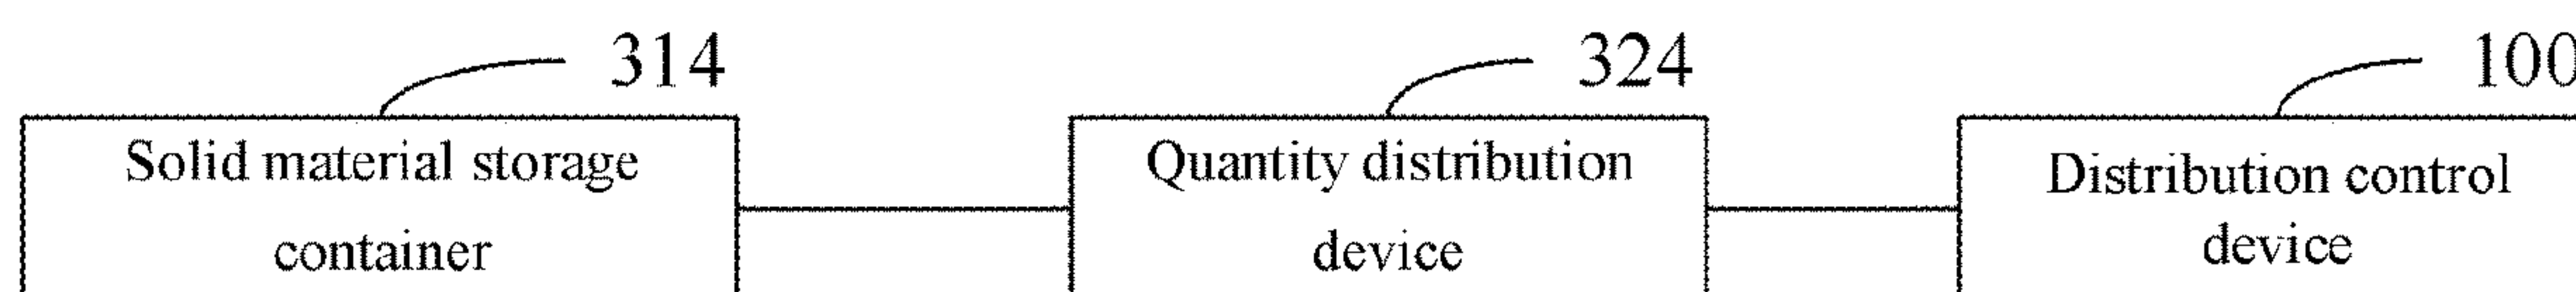 314
324
100
Solid material storage
container
Quantity distribution
device
Distribution control
device